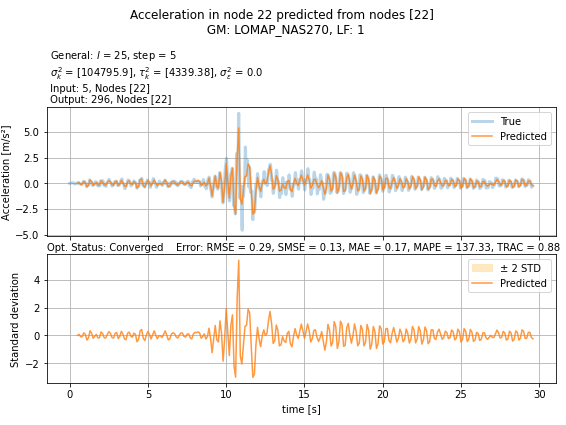 Acceleration in node 22 predicted from nodes [22]
GM: LOMAP_NAS270, LF: 1
General: l = 25, step = 5
σ²ₖ = [104795.9], τ²ₖ = [4339.38], σ²ε = 0.0
Input: 5, Nodes [22]
Output: 296, Nodes [22]
True
Predicted
Acceleration [m/s²]
5.0
2.5
0.0
−2.5
−5.0
Opt. Status: Converged Error: RMSE = 0.29, SMSE = 0.13, MAE = 0.17, MAPE = 137.33, TRAC = 0.88
± 2 STD
Predicted
Standard deviation
4
2
0
−2
0 5 10 15 20 25 30
time [s]